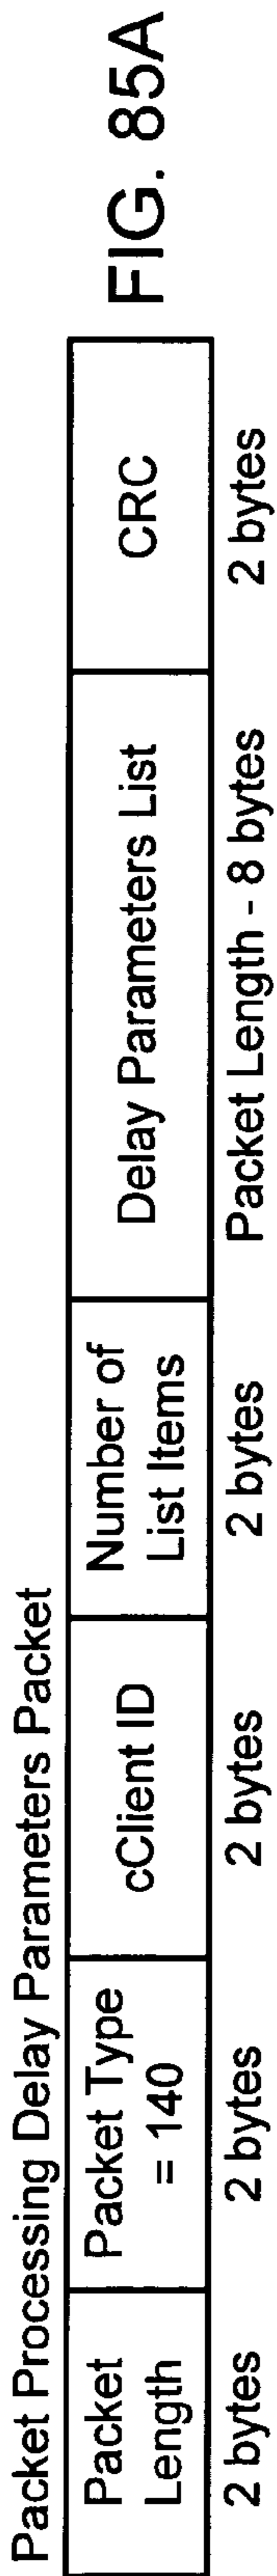 Packet Processing Delay Parameters Packet
Packet
Length
Packet Type
= 140
cClient ID
Number of
List Items
Delay Parameters List
CRC
2 bytes
2 bytes
2 bytes
2 bytes
Packet Length - 8 bytes
2 bytes
FIG. 85A